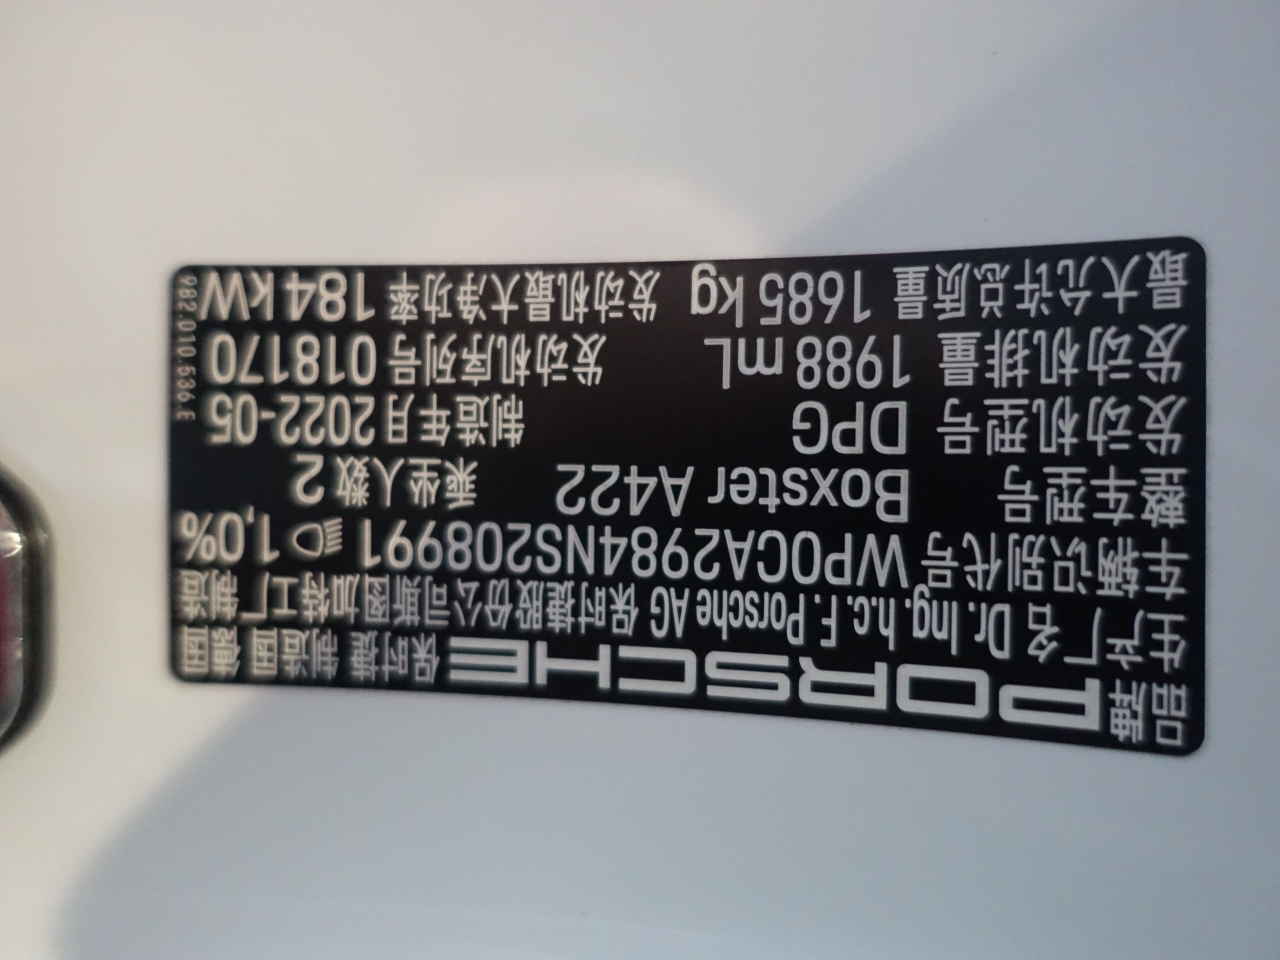 品牌 PORSCHE 保时捷 制造国 德国
生产厂名 Dr. Ing. h.c. F. Porsche AG 保时捷股份公司斯图加特工厂制造
车辆识别代号 WP0CA2984NS208991 1,0%
整车型号 Boxster A422 乘坐人数 2
发动机型号 DPG 制造年月 2022-05
发动机排量 1988 mL 发动机序列号 018170
最大允许总质量 1685 kg 发动机最大净功率 184 kW
982.010.536.E